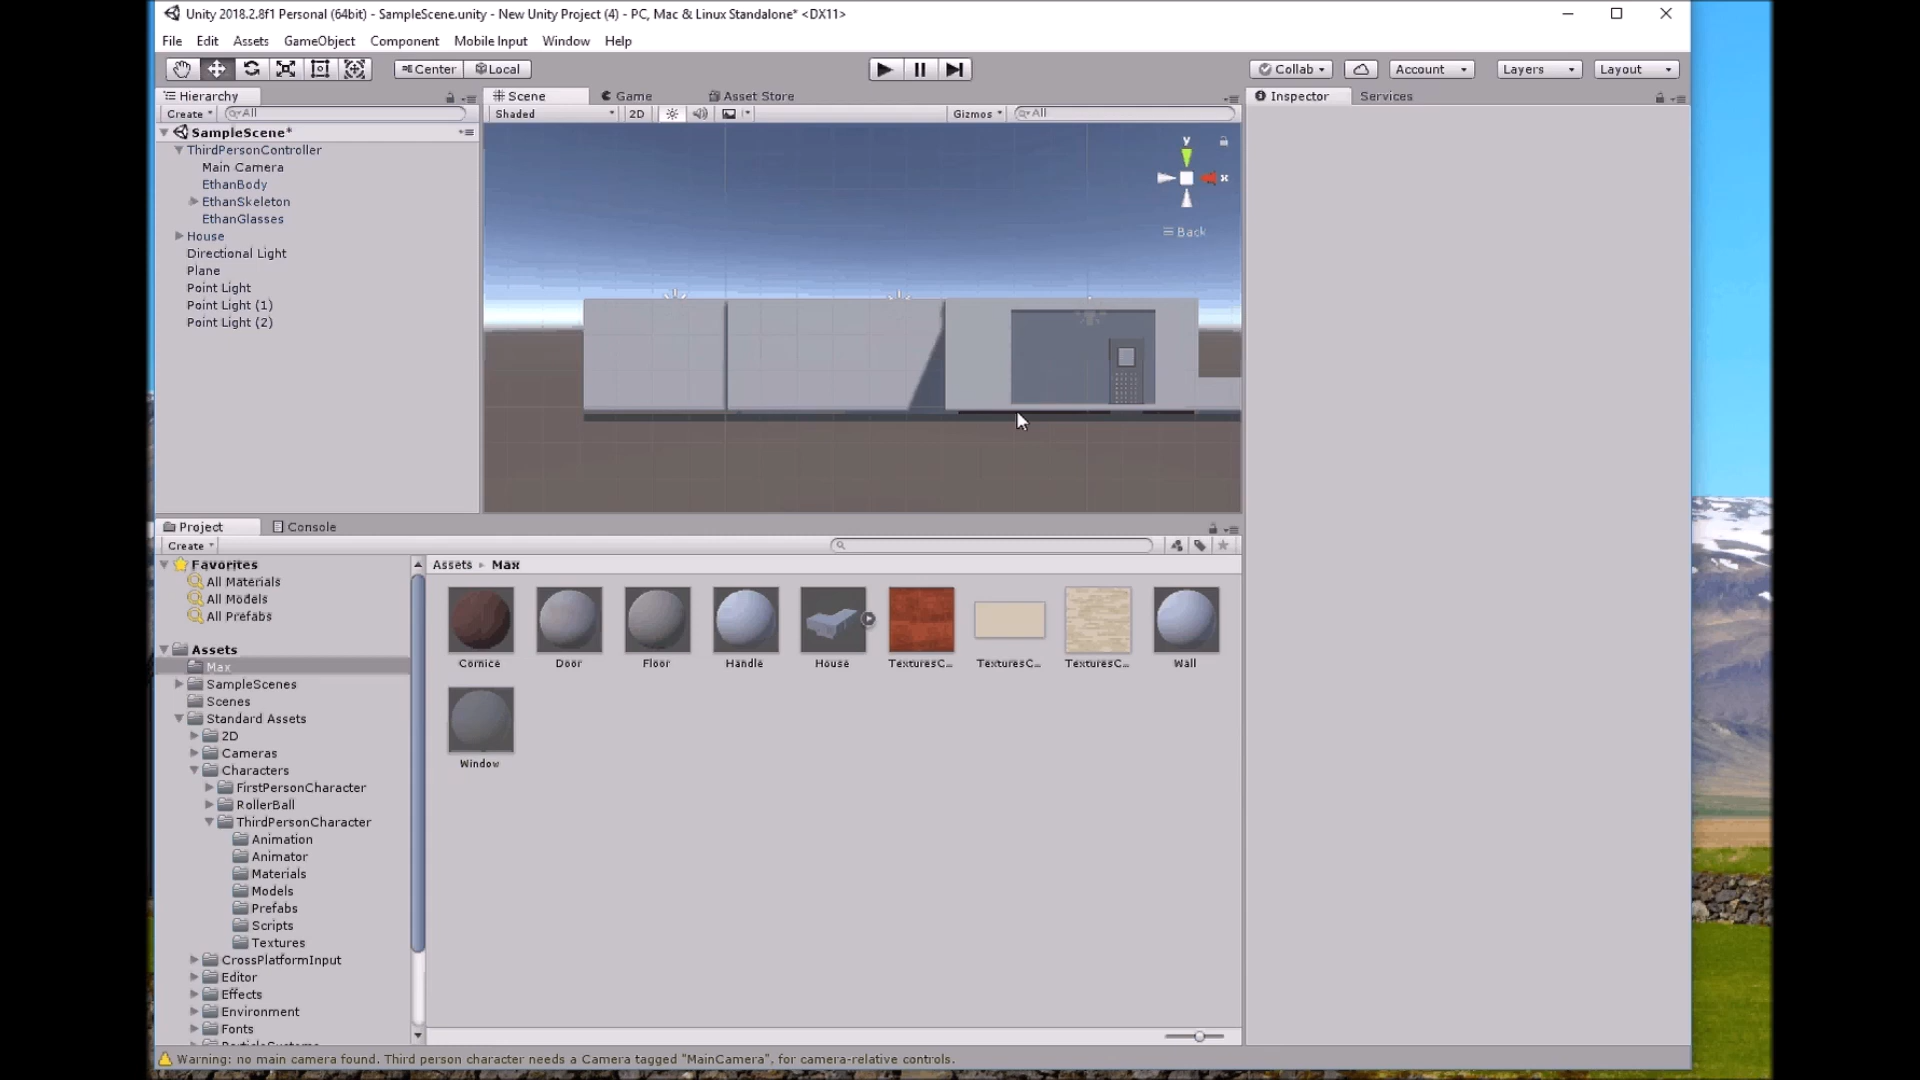 Unity 2018.2.8f1 Personal (64bit) - SampleScene.unity - New Unity Project (4) - PC, Mac & Linux Standalone* <DX11>
File Edit Assets GameObject Component Mobile Input Window Help
Center Local Collab Account Layers Layout
Hierarchy
Create All
SampleScene*
ThirdPersonController
Main Camera
EthanBody
EthanSkeleton
EthanGlasses
House
Directional Light
Plane
Point Light
Point Light (1)
Point Light (2)
Scene Game Asset Store
Shaded 2D Gizmos All
y
x
Back
Inspector Services
Project Console
Create
Favorites
All Materials
All Models
All Prefabs
Assets
Max
SampleScenes
Scenes
Standard Assets
2D
Cameras
Characters
FirstPersonCharacter
RollerBall
ThirdPersonCharacter
Animation
Animator
Materials
Models
Prefabs
Scripts
Textures
CrossPlatformInput
Editor
Effects
Environment
Fonts
Assets Max
Cornice Door Floor Handle House TexturesC... TexturesC... TexturesC... Wall
Window
Warning: no main camera found. Third person character needs a Camera tagged "MainCamera", for camera-relative controls.